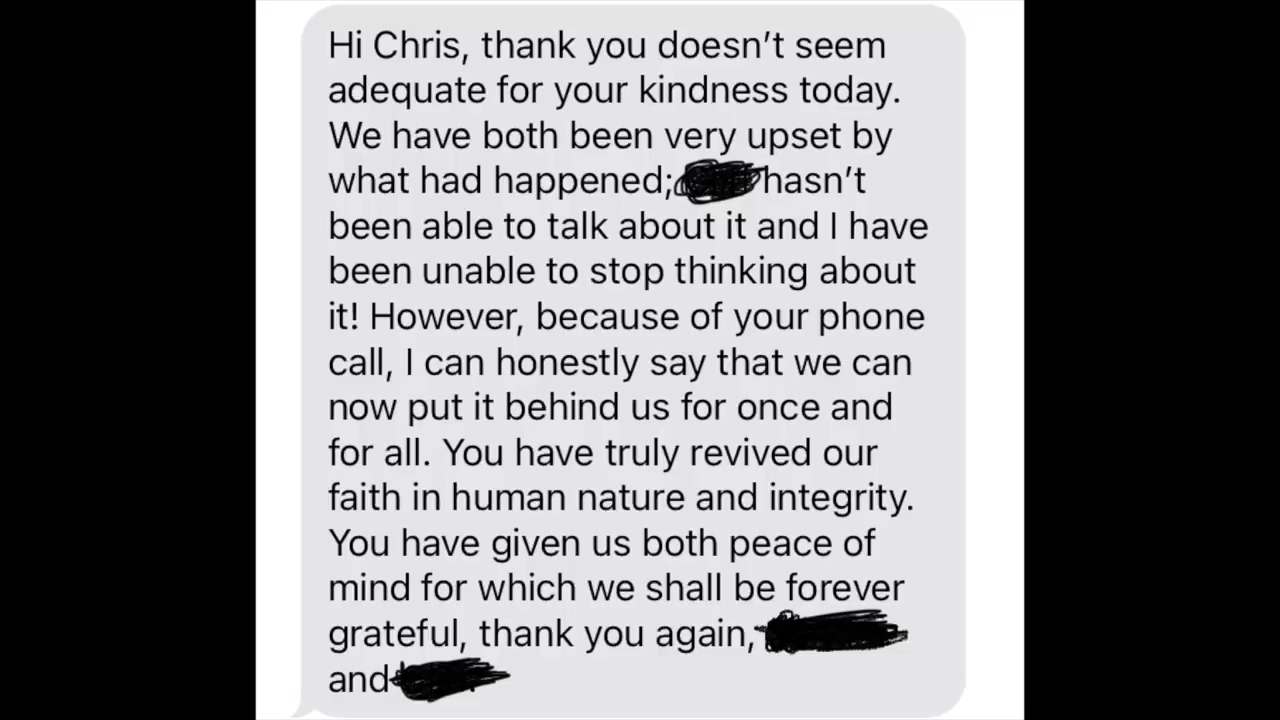 Hi Chris, thank you doesn’t seem
adequate for your kindness today.
We have both been very upset by
what had happened; hasn’t
been able to talk about it and I have
been unable to stop thinking about
it! However, because of your phone
call, I can honestly say that we can
now put it behind us for once and
for all. You have truly revived our
faith in human nature and integrity.
You have given us both peace of
mind for which we shall be forever
grateful, thank you again,
and